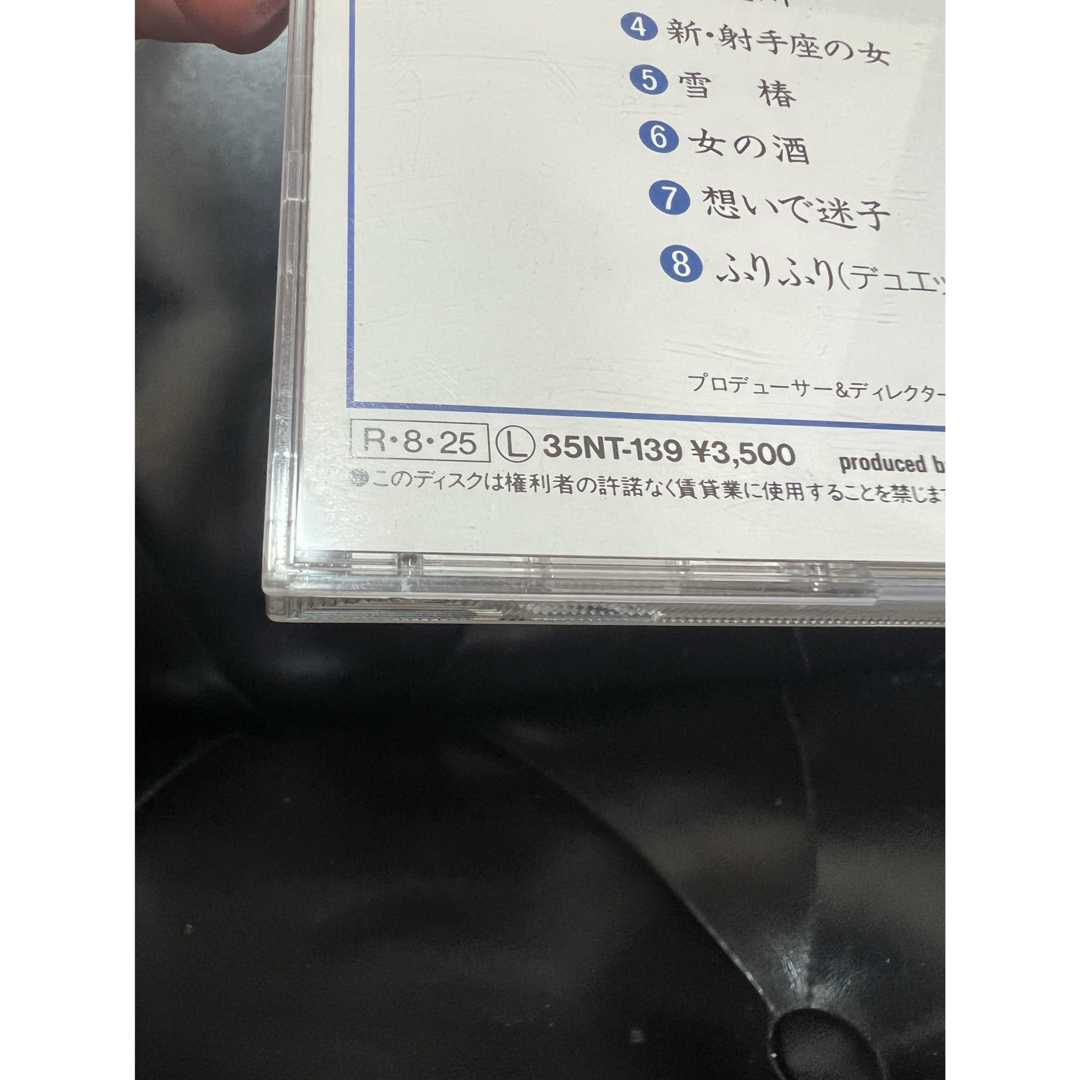 4 新・射手座の女
5 雪 椿
6 女の酒
7 想いで迷子
8 ふりふり(デュエッ
プロデューサー&ディレクター
R・8・25 Ⓛ 35NT-139 ¥3,500 produced b
●このディスクは権利者の許諾なく賃貸業に使用することを禁じま